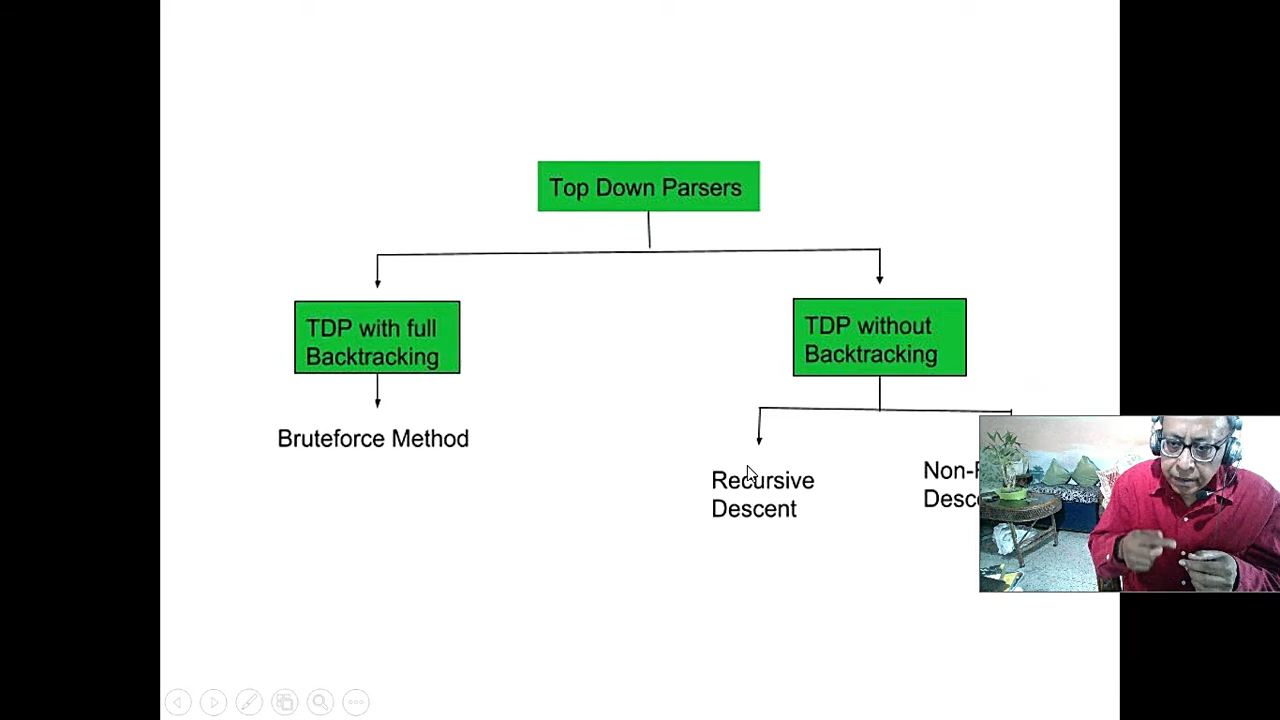 Top Down Parsers
TDP with full
Backtracking
TDP without
Backtracking
Bruteforce Method
Recursive
Descent